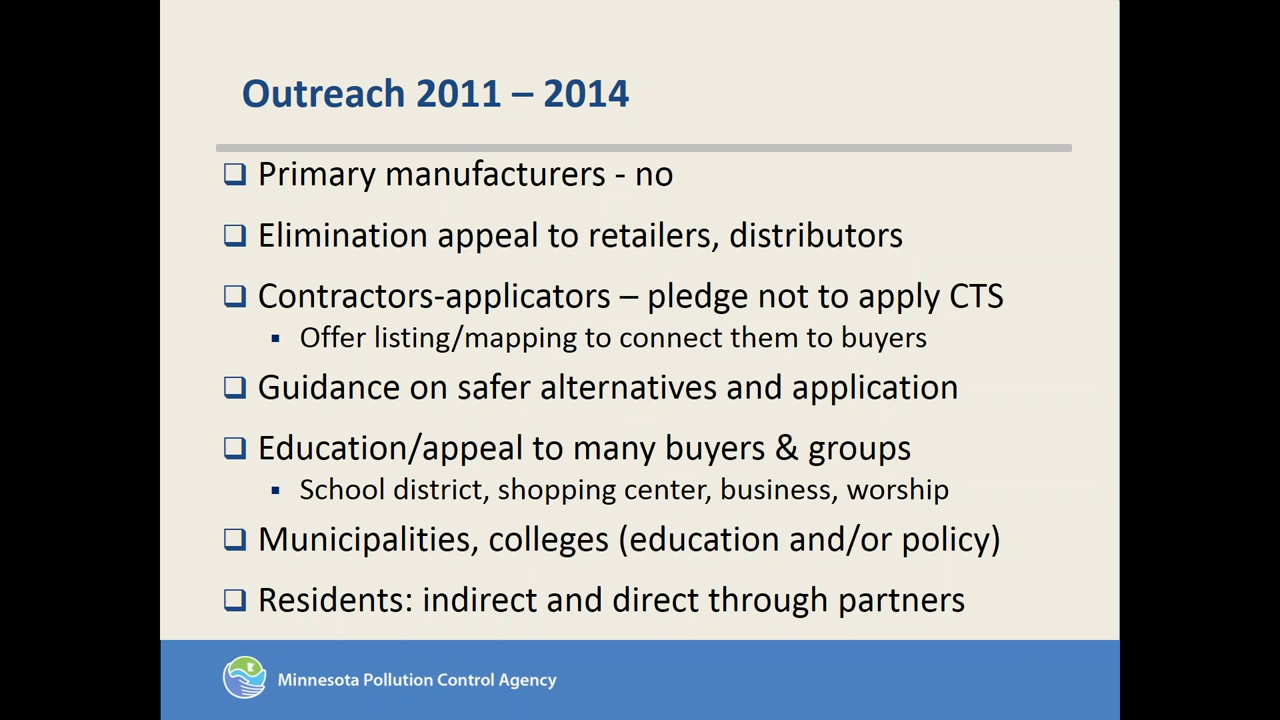 Outreach 2011 – 2014
❑ Primary manufacturers - no
❑ Elimination appeal to retailers, distributors
❑ Contractors-applicators – pledge not to apply CTS
▪ Offer listing/mapping to connect them to buyers
❑ Guidance on safer alternatives and application
❑ Education/appeal to many buyers & groups
▪ School district, shopping center, business, worship
❑ Municipalities, colleges (education and/or policy)
❑ Residents: indirect and direct through partners
Minnesota Pollution Control Agency